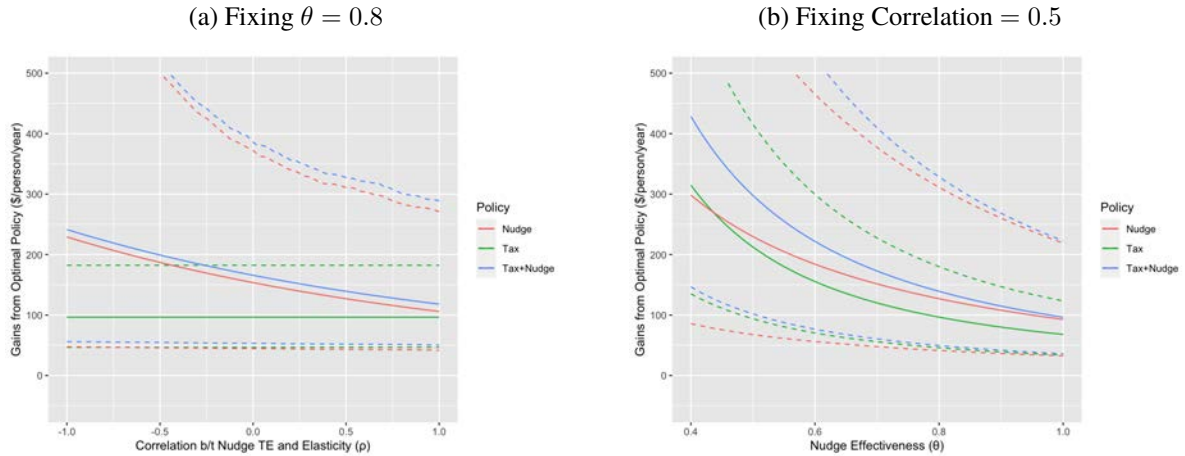 (a) Fixing θ = 0.8
500
400
300
200
100
0
Gains from Optimal Policy ($/person/year)
-1.0 -0.5 0.0 0.5 1.0
Correlation b/t Nudge TE and Elasticity (ρ)
Policy
Nudge
Tax
Tax+Nudge
(b) Fixing Correlation = 0.5
500
400
300
200
100
0
Gains from Optimal Policy ($/person/year)
0.4 0.6 0.8 1.0
Nudge Effectiveness (θ)
Policy
Nudge
Tax
Tax+Nudge